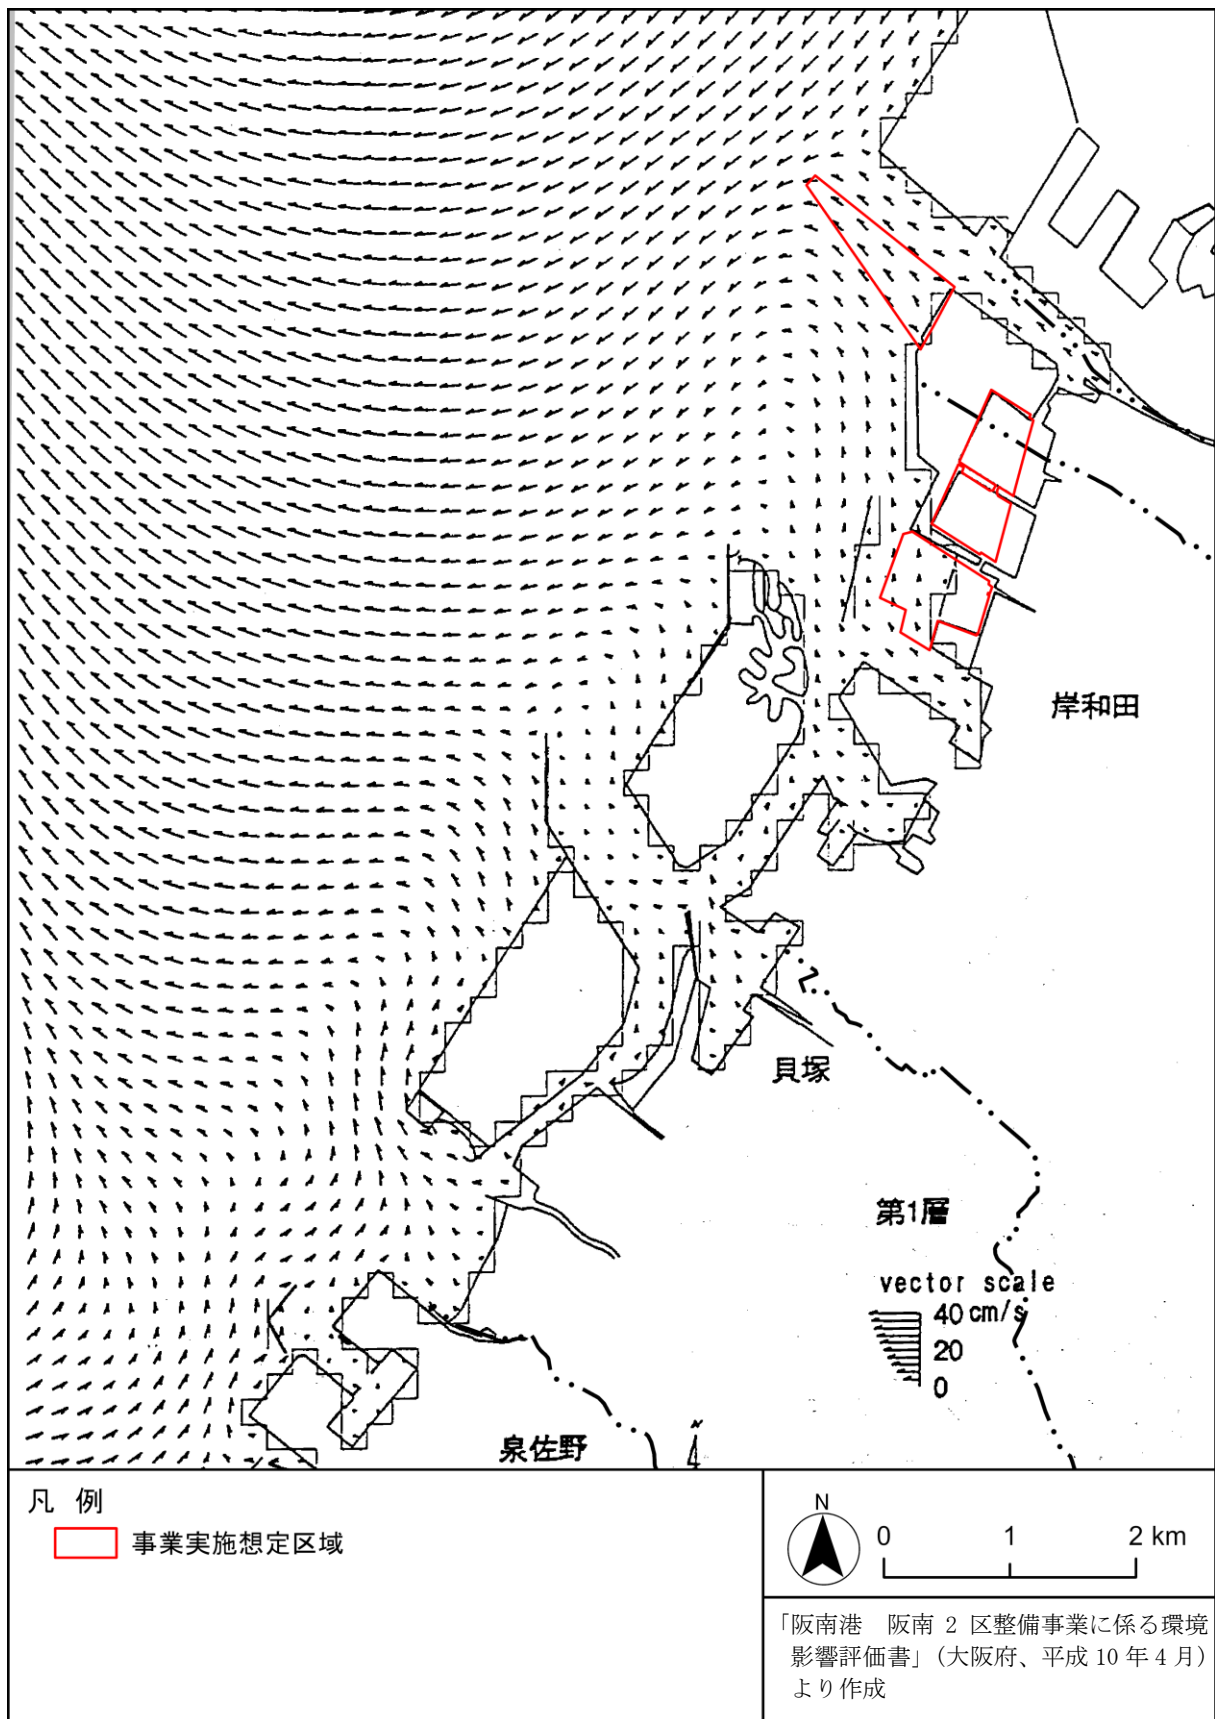 岸和田
貝塚
第1層
vector scale
40 cm/s
20
0
泉佐野
凡 例
事業実施想定区域
N
0 1 2 km
「阪南港　阪南 2 区整備事業に係る環境
影響評価書」（大阪府、平成 10 年 4 月）
より作成